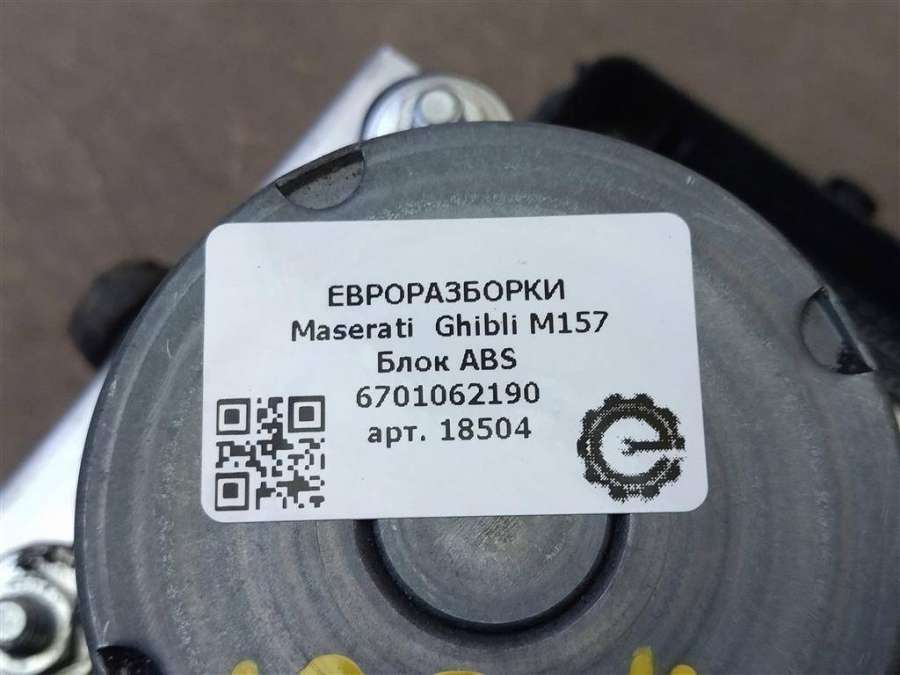 ЕВРОРАЗБОРКИ
Maserati Ghibli M157
Блок ABS
6701062190
арт. 18504